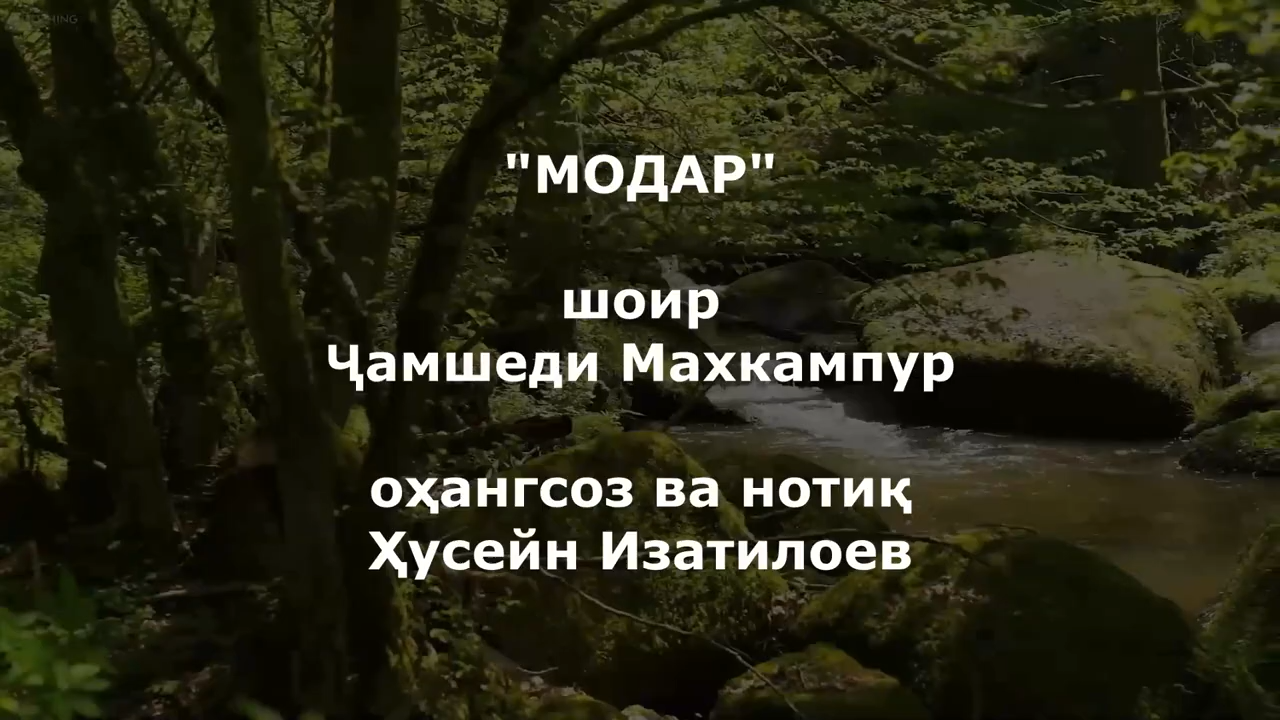 "МОДАР"
шоир
Ҷамшеди Махкампур
оҳангсоз ва нотиқ
Ҳусейн Изатилоев